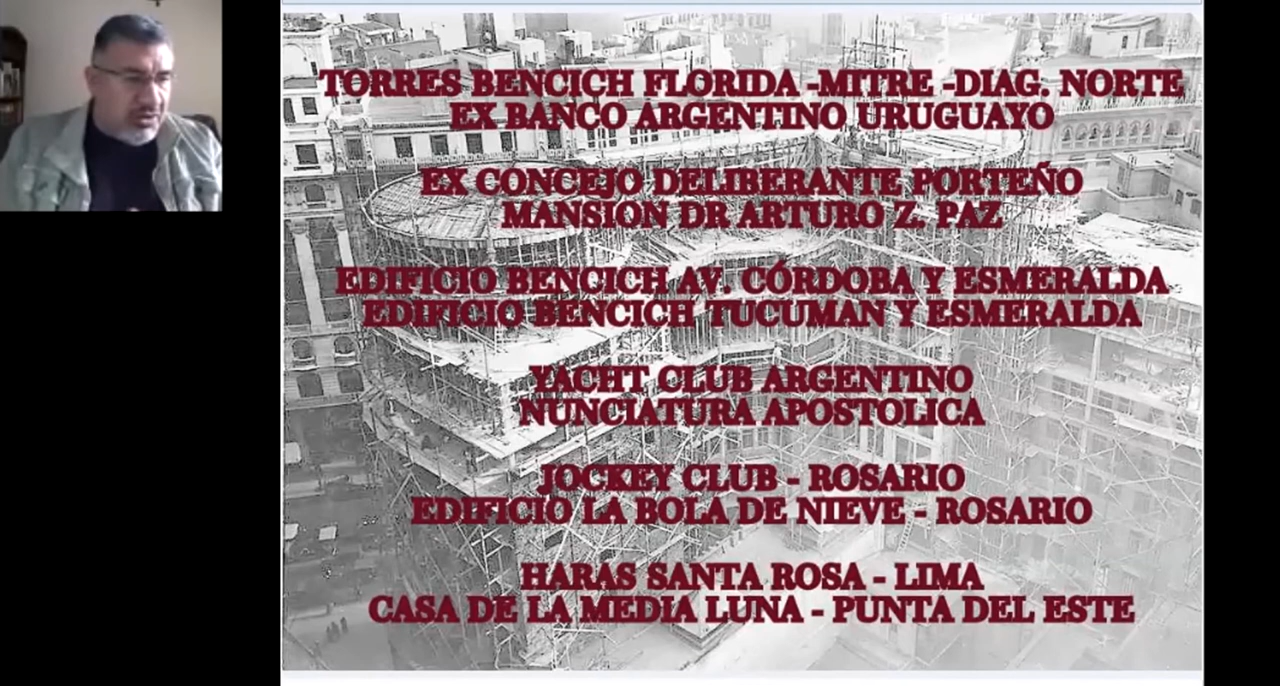 TORRES BENCICH FLORIDA -MITRE -DIAG. NORTE
EX BANCO ARGENTINO URUGUAYO
EX CONCEJO DELIBERANTE PORTEÑO
MANSION DR ARTURO Z. PAZ
EDIFICIO BENCICH AV. CÓRDOBA Y ESMERALDA
EDIFICIO BENCICH TUCUMAN Y ESMERALDA
YACHT CLUB ARGENTINO
NUNCIATURA APOSTOLICA
JOCKEY CLUB - ROSARIO
EDIFICIO LA BOLA DE NIEVE - ROSARIO
HARAS SANTA ROSA - LIMA
CASA DE LA MEDIA LUNA - PUNTA DEL ESTE